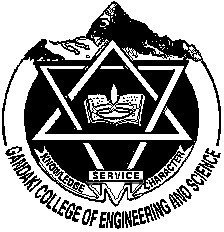 KNOWLEDGE SERVICE CHARACTER
GANDAKI COLLEGE OF ENGINEERING AND SCIENCE